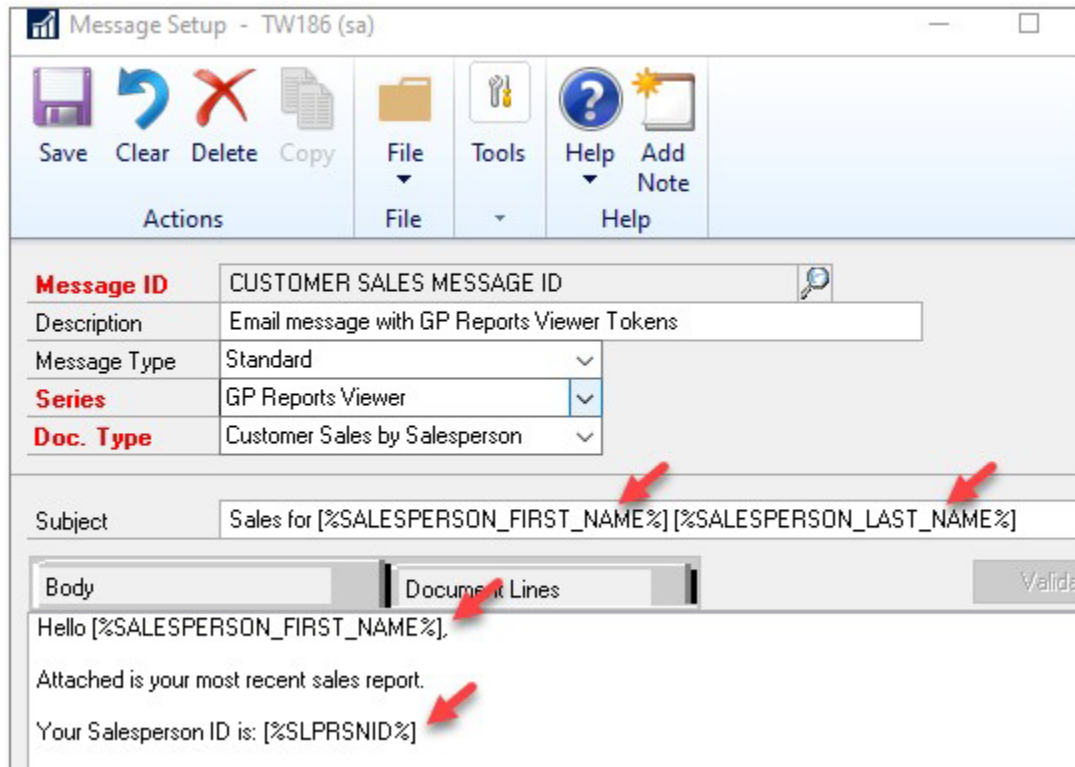 Message Setup - TW186 (sa)
Save Clear Delete Copy File Tools Help Add Note
Actions File Help
Message ID CUSTOMER SALES MESSAGE ID
Description Email message with GP Reports Viewer Tokens
Message Type Standard
Series GP Reports Viewer
Doc. Type Customer Sales by Salesperson
Subject Sales for [%SALESPERSON_FIRST_NAME%] [%SALESPERSON_LAST_NAME%]
Body Document Lines
Hello [%SALESPERSON_FIRST_NAME%],
Attached is your most recent sales report.
Your Salesperson ID is: [%SLPRSNID%]